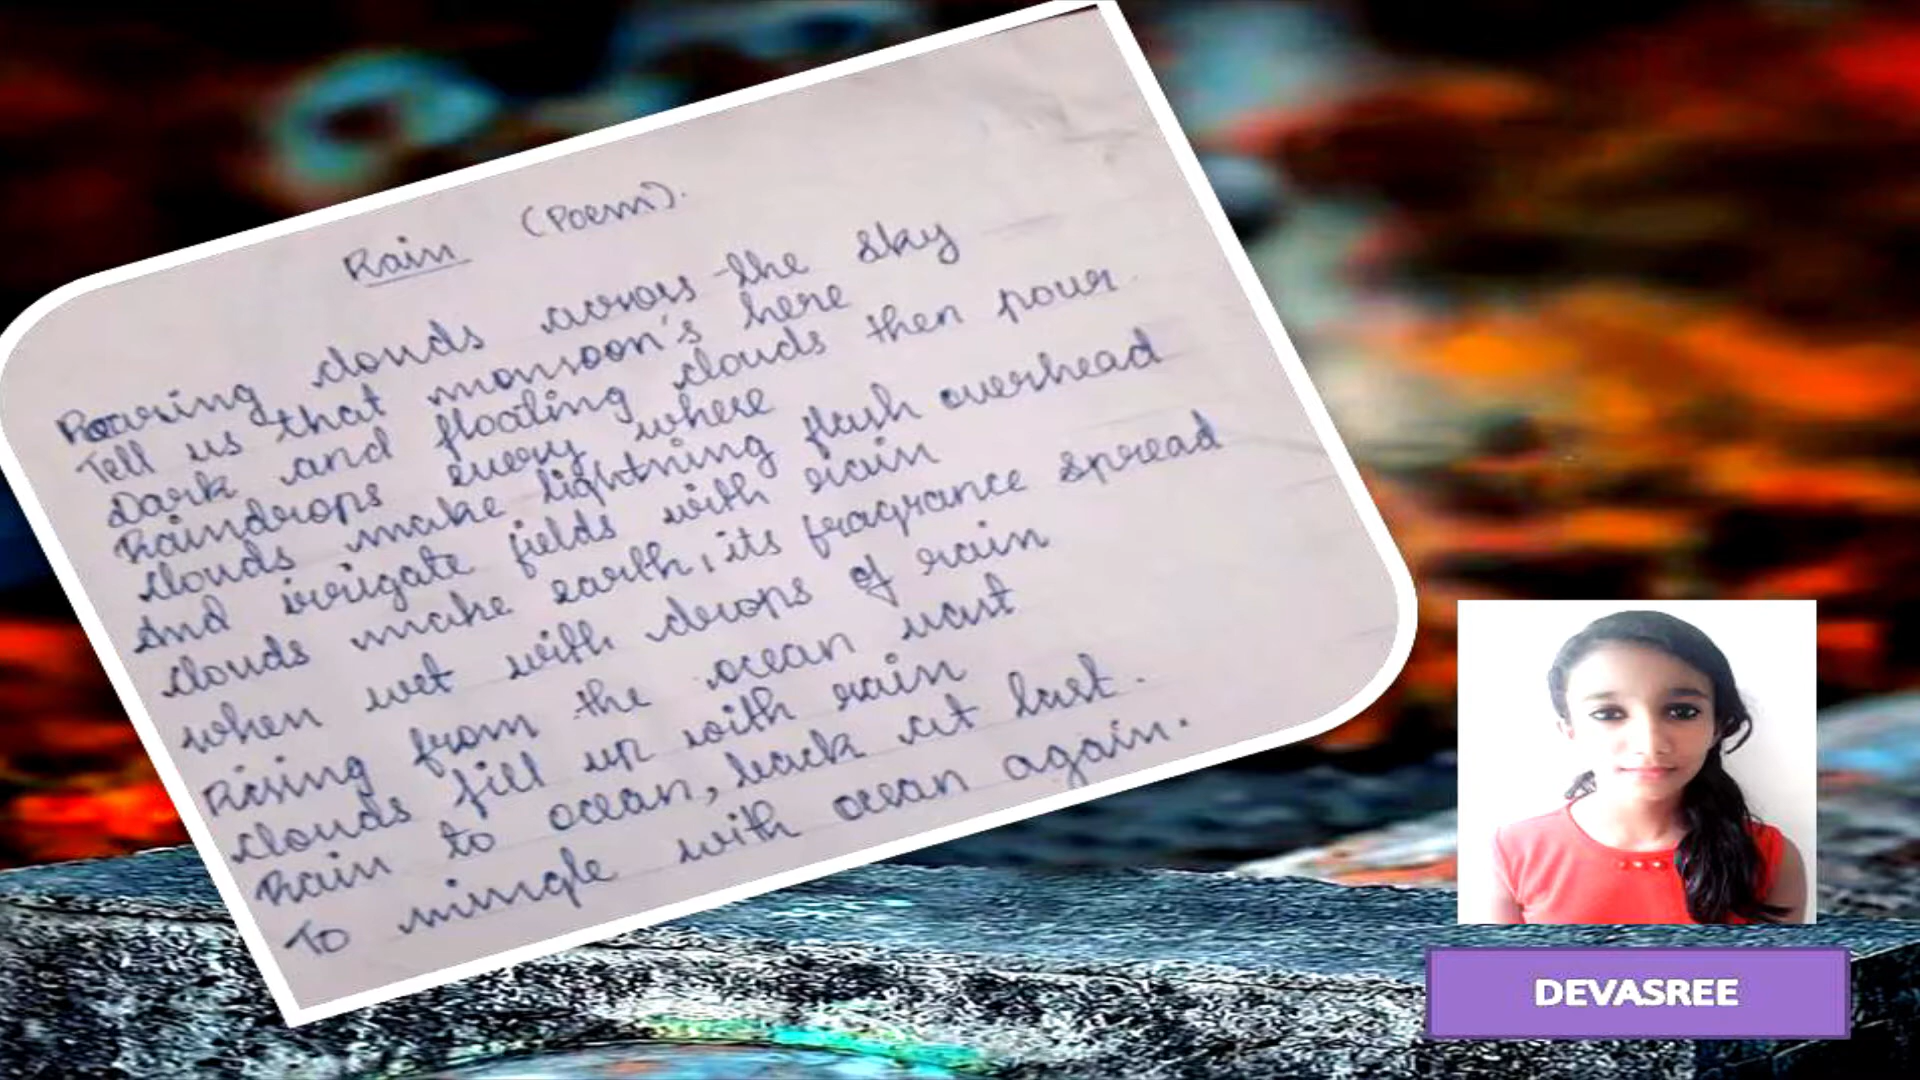 Rain (Poem).
Roaring clouds across the sky
Tell us that monsoon's here
Dark and floating clouds then pour
Raindrops every where
Clouds make lightning flash overhead
And irrigate fields with rain
Clouds make earth, its fragrance spread
when wet with drops of rain
Rising from the ocean vast
Clouds fill up with rain
Rain to ocean, back at last.
To mingle with ocean again.
DEVASREE